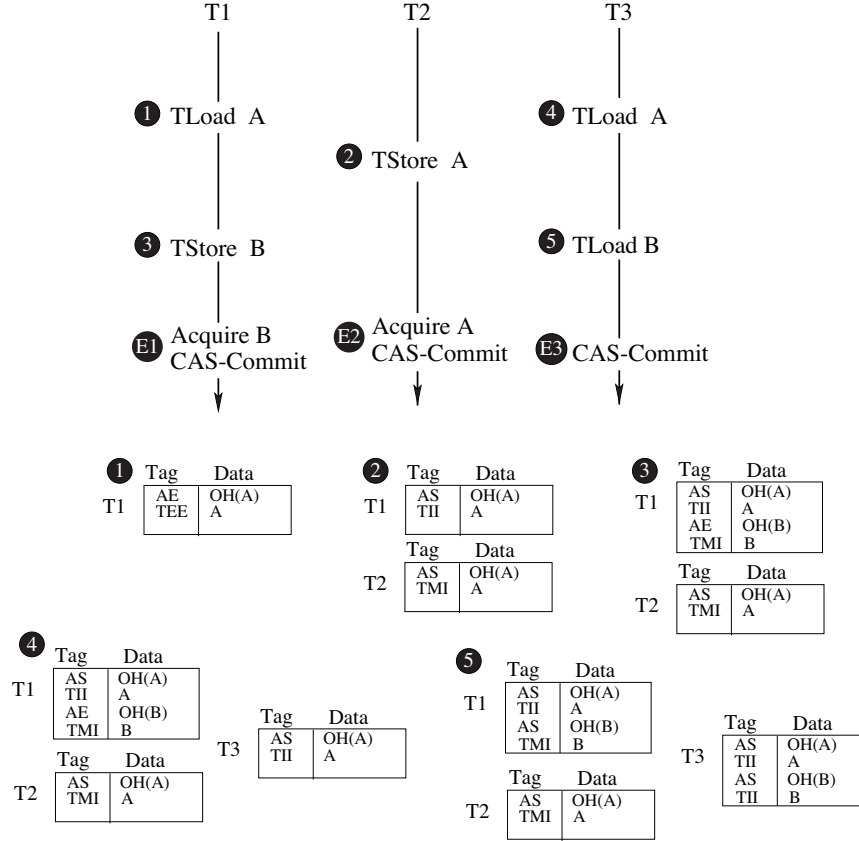 T1 T2 T3
1 TLoad A
4 TLoad A
2 TStore A
3 TStore B
5 TLoad B
E1 Acquire B
CAS-Commit
E2 Acquire A
CAS-Commit
E3 CAS-Commit
1
Tag Data
T1
AE OH(A)
TEE A
2
Tag Data
T1
AS OH(A)
TII A
Tag Data
T2
AS OH(A)
TMI A
3
Tag Data
T1
AS OH(A)
TII A
AE OH(B)
TMI B
Tag Data
T2
AS OH(A)
TMI A
4
Tag Data
T1
AS OH(A)
TII A
AE OH(B)
TMI B
Tag Data
T2
AS OH(A)
TMI A
Tag Data
T3
AS OH(A)
TII A
5
Tag Data
T1
AS OH(A)
TII A
AS OH(B)
TMI B
Tag Data
T2
AS OH(A)
TMI A
Tag Data
T3
AS OH(A)
TII A
AS OH(B)
TII B